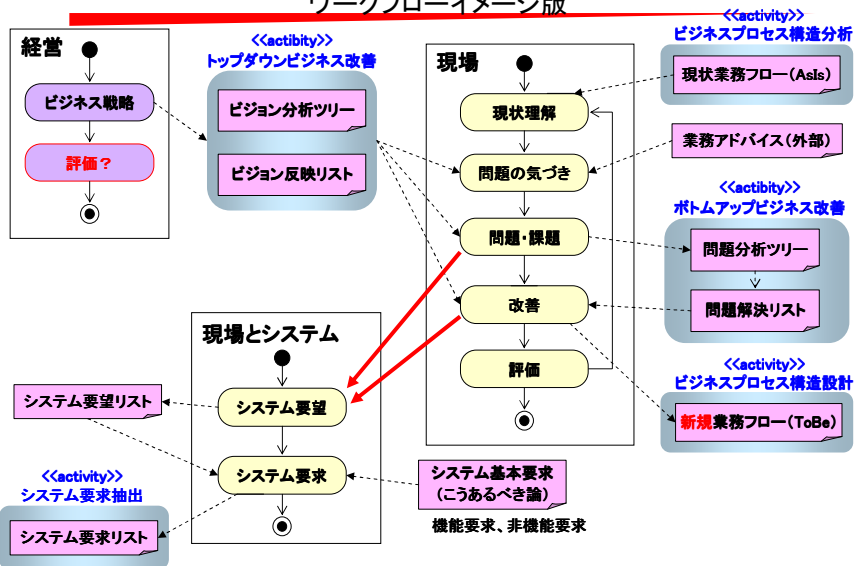 ワークフローイメージ版
経営
ビジネス戦略
評価？
<<actibity>>
トップダウンビジネス改善
ビジョン分析ツリー
ビジョン反映リスト
現場
現状理解
問題の気づき
問題・課題
改善
評価
<<activity>>
ビジネスプロセス構造分析
現状業務フロー（AsIs）
業務アドバイス（外部）
<<actibity>>
ボトムアップビジネス改善
問題分析ツリー
問題解決リスト
<<activity>>
ビジネスプロセス構造設計
新規業務フロー（ToBe）
現場とシステム
システム要望
システム要求
システム要望リスト
<<activity>>
システム要求抽出
システム要求リスト
システム基本要求
（こうあるべき論）
機能要求、非機能要求